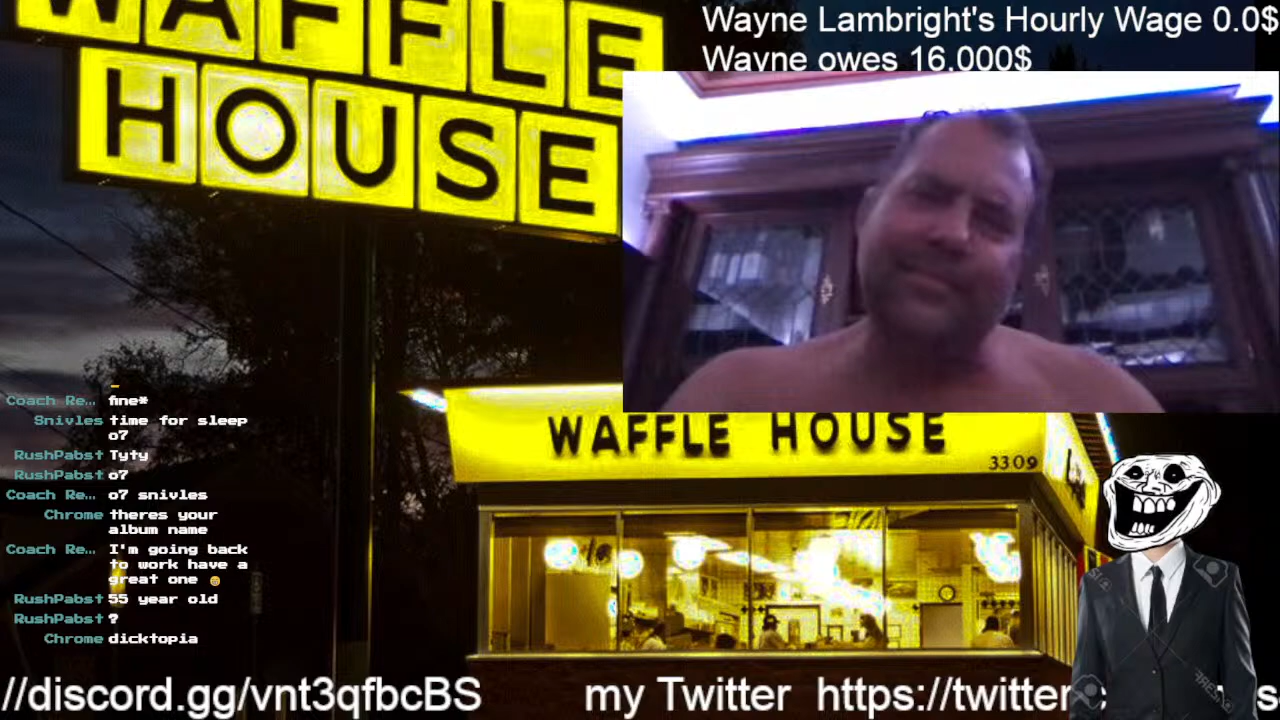 WAFFLE
HOUSE
Wayne Lambright's Hourly Wage 0.0$
Wayne owes 16,000$
WAFFLE HOUSE
3309
Coach Re… fine*
Snivles time for sleep
o7
RushPabst Tyty
RushPabst o7
Coach Re… o7 snivles
Chrome theres your
album name
Coach Re… I'm going back
to work have a
great one
RushPabst 55 year old
RushPabst ?
Chrome dicktopia
//discord.gg/vnt3qfbcBS my Twitter https://twitter